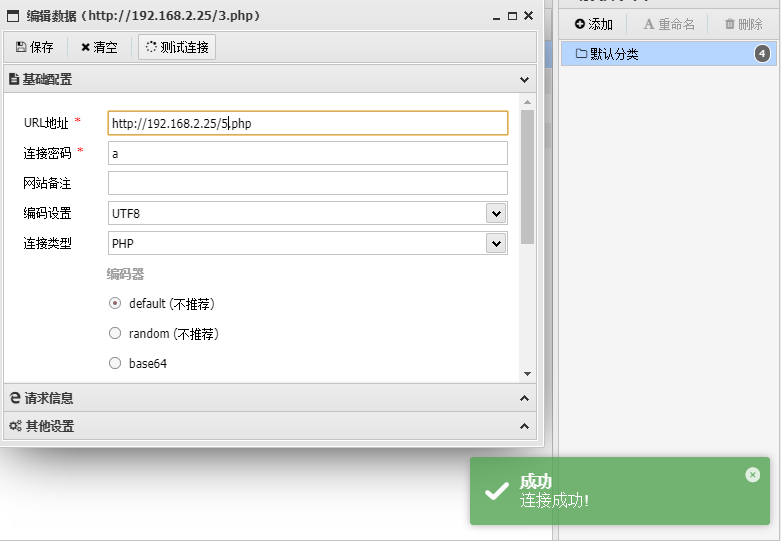 编辑数据 (http://192.168.2.25/3.php)
添加 重命名 删除
保存 清空 测试连接
默认分类 4
基础配置
URL地址 * http://192.168.2.25/5.php
连接密码 * a
网站备注
编码设置 UTF8
连接类型 PHP
编码器
default (不推荐)
random (不推荐)
base64
请求信息
其他设置
成功
连接成功!